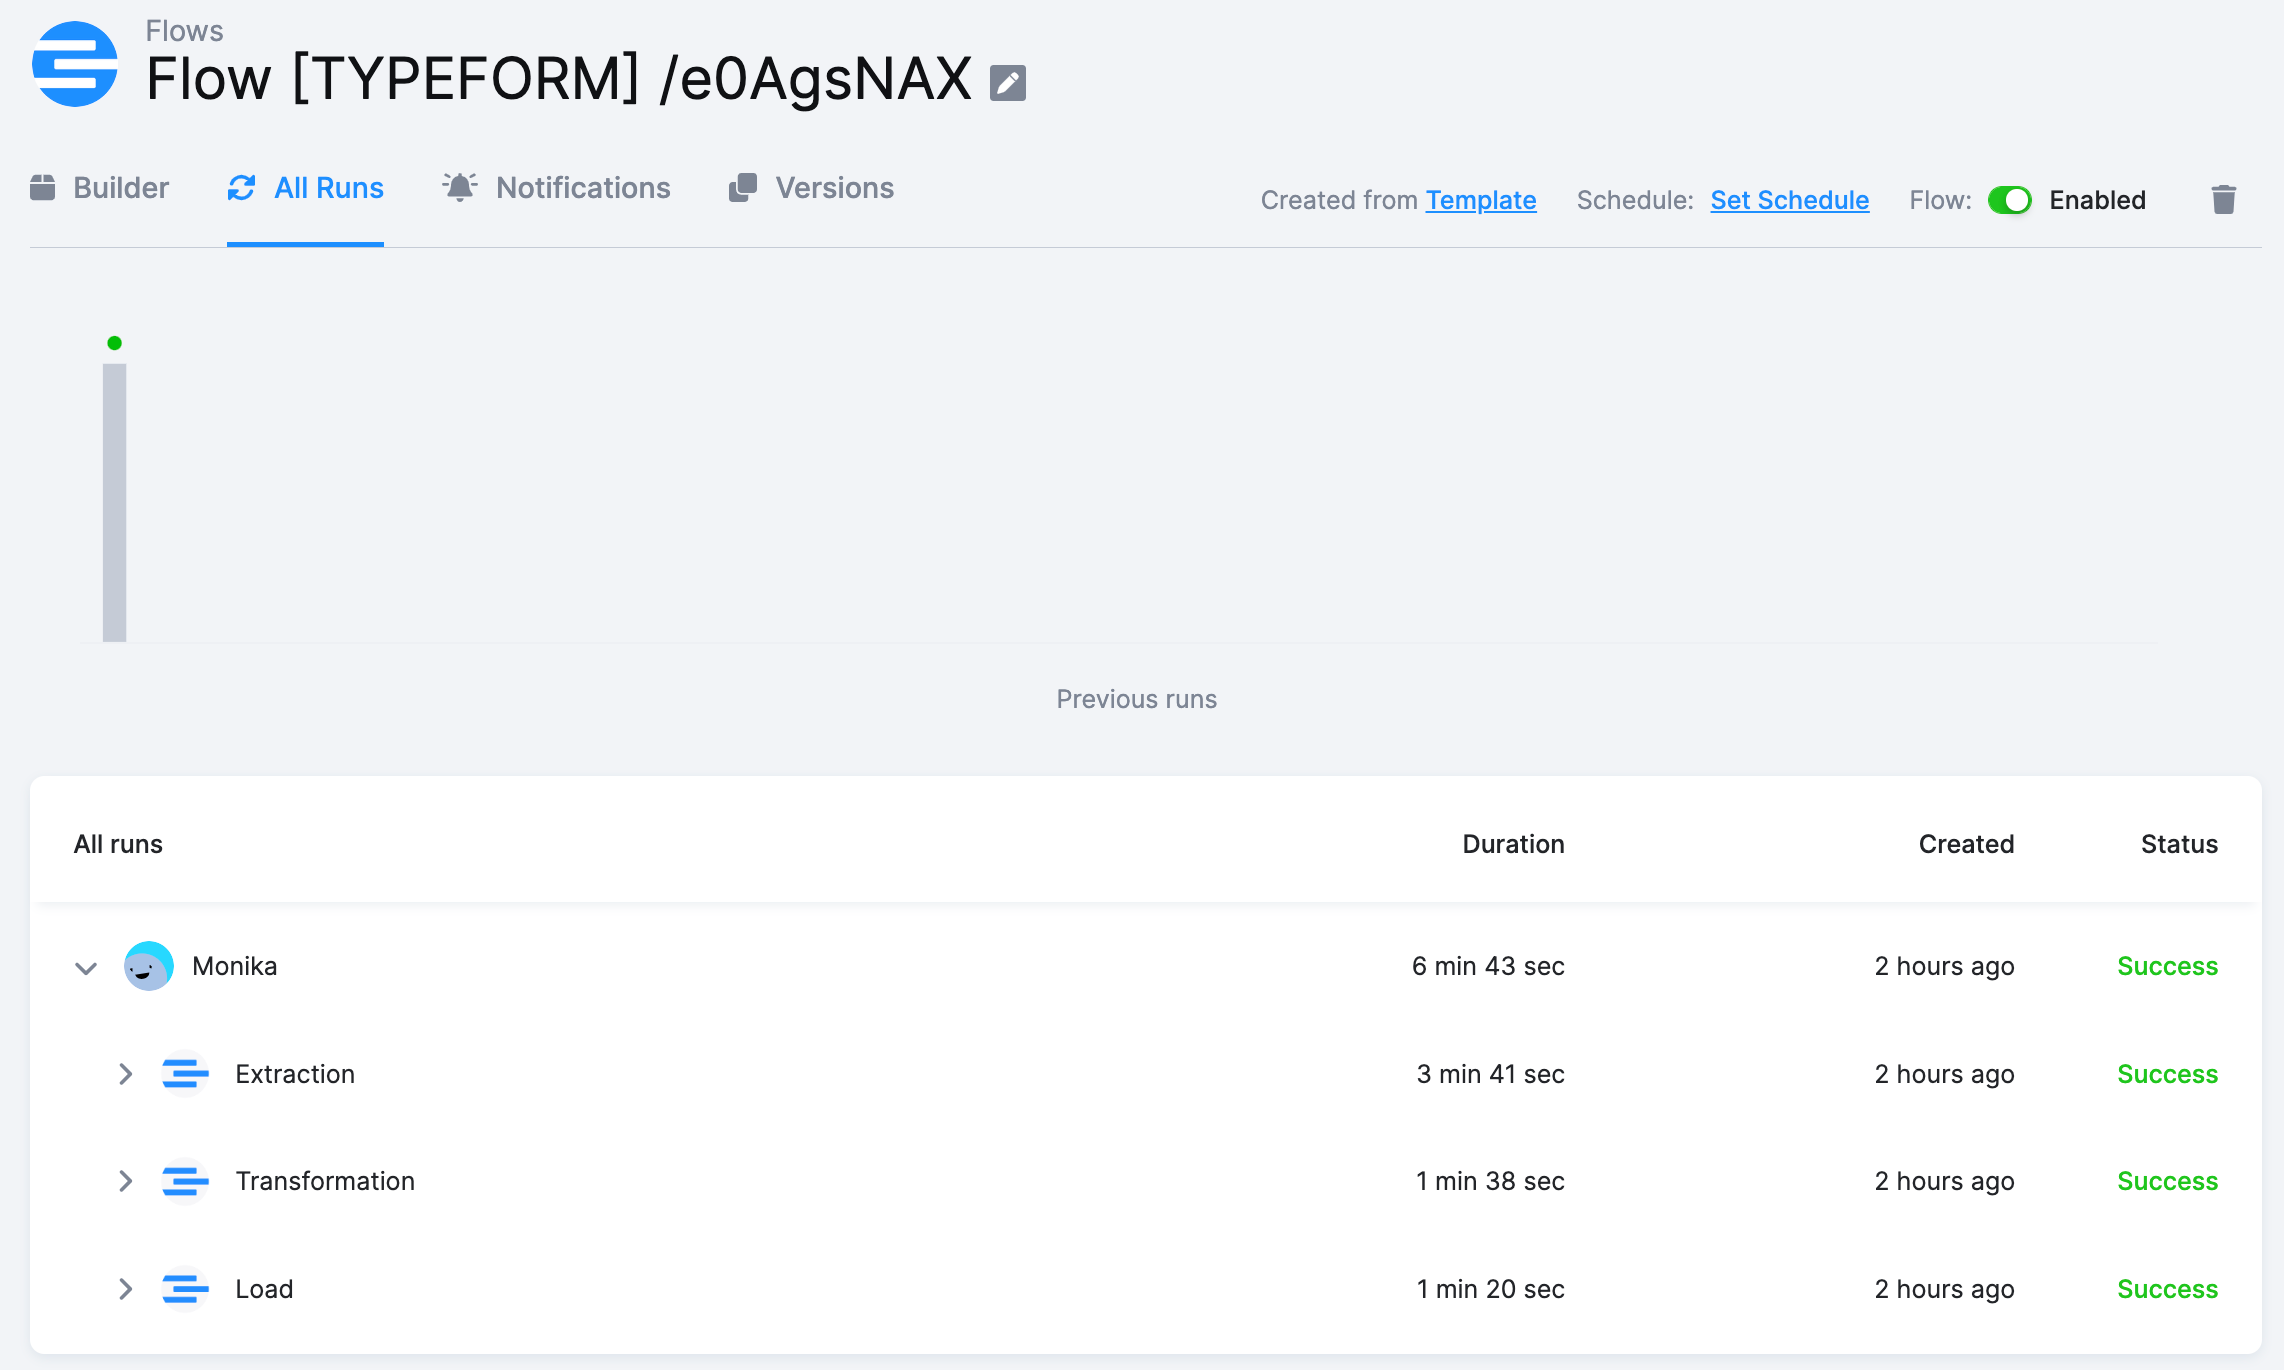 Flows
Flow [TYPEFORM] /e0AgsNAX
Builder All Runs Notifications Versions Created from Template Schedule: Set Schedule Flow: Enabled
Previous runs
All runs Duration Created Status
Monika 6 min 43 sec 2 hours ago Success
Extraction 3 min 41 sec 2 hours ago Success
Transformation 1 min 38 sec 2 hours ago Success
Load 1 min 20 sec 2 hours ago Success